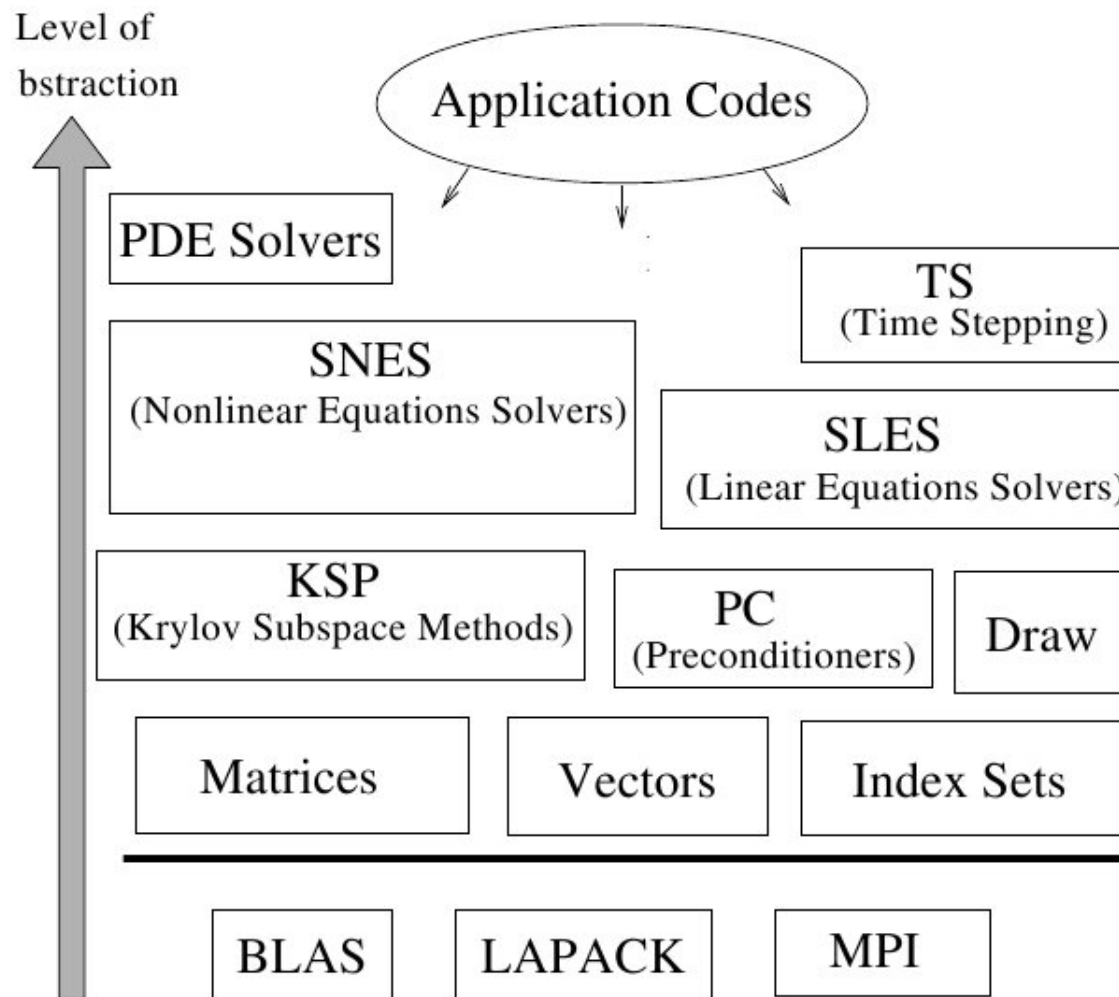 Level of
bstraction
Application Codes
PDE Solvers
TS
(Time Stepping)
SNES
(Nonlinear Equations Solvers)
SLES
(Linear Equations Solvers)
KSP
(Krylov Subspace Methods)
PC
(Preconditioners)
Draw
Matrices
Vectors
Index Sets
BLAS
LAPACK
MPI